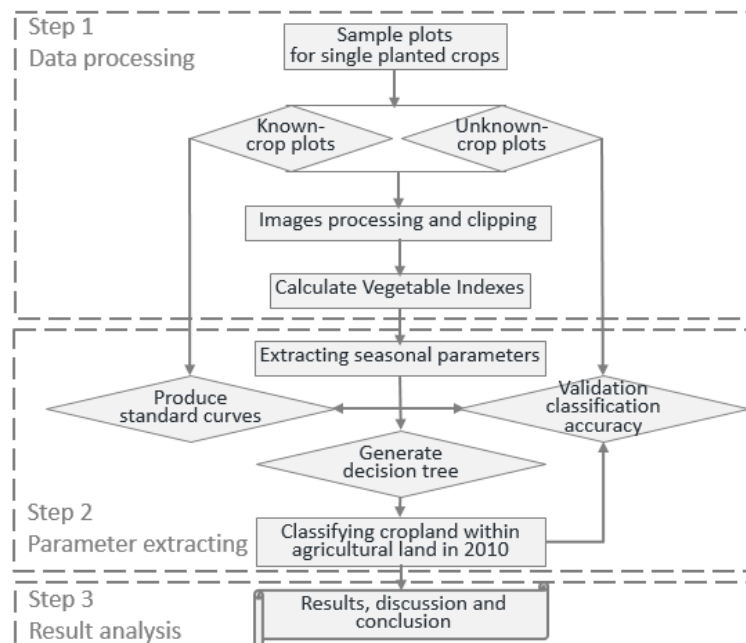 Step 1
Data processing
Sample plots
for single planted crops
Known-
crop plots
Unknown-
crop plots
Images processing and clipping
Calculate Vegetable Indexes
Extracting seasonal parameters
Produce
standard curves
Validation
classification
accuracy
Generate
decision tree
Step 2
Parameter extracting
Classifying cropland within
agricultural land in 2010
Step 3
Result analysis
Results, discussion and
conclusion